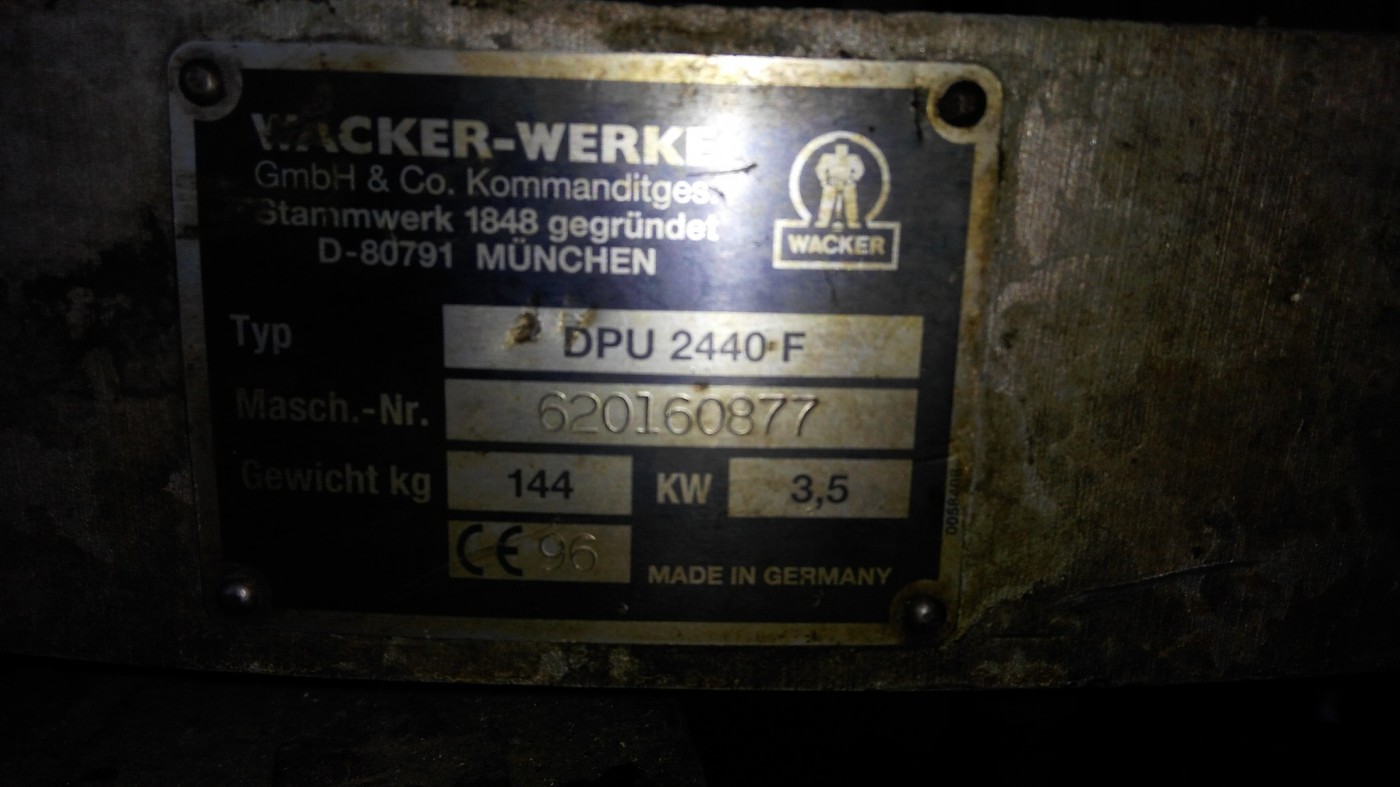 WACKER-WERKE
GmbH & Co. Kommanditges.
Stammwerk 1848 gegründet
D-80791 MÜNCHEN
WACKER
Typ DPU 2440 F
Masch.-Nr. 620160877
Gewicht kg 144 KW 3,5
CE 96 MADE IN GERMANY